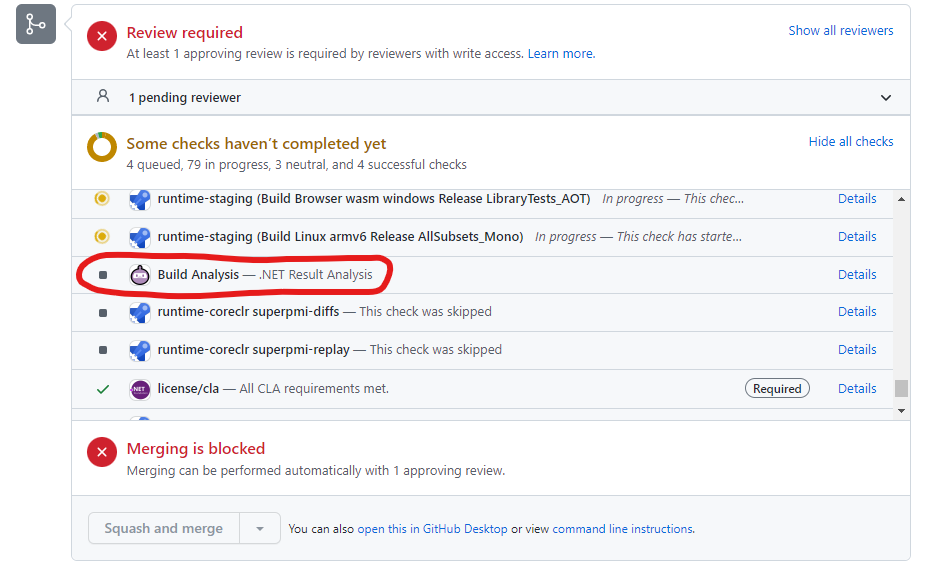 Review required
Show all reviewers
At least 1 approving review is required by reviewers with write access. Learn more.
1 pending reviewer
Some checks haven't completed yet
Hide all checks
4 queued, 79 in progress, 3 neutral, and 4 successful checks
runtime-staging (Build Browser wasm windows Release LibraryTests_AOT) In progress — This chec... Details
runtime-staging (Build Linux armv6 Release AllSubsets_Mono) In progress — This check has starte... Details
Build Analysis — .NET Result Analysis Details
runtime-coreclr superpmi-diffs — This check was skipped Details
runtime-coreclr superpmi-replay — This check was skipped Details
.NET license/cla — All CLA requirements met. Required Details
Merging is blocked
Merging can be performed automatically with 1 approving review.
Squash and merge You can also open this in GitHub Desktop or view command line instructions.